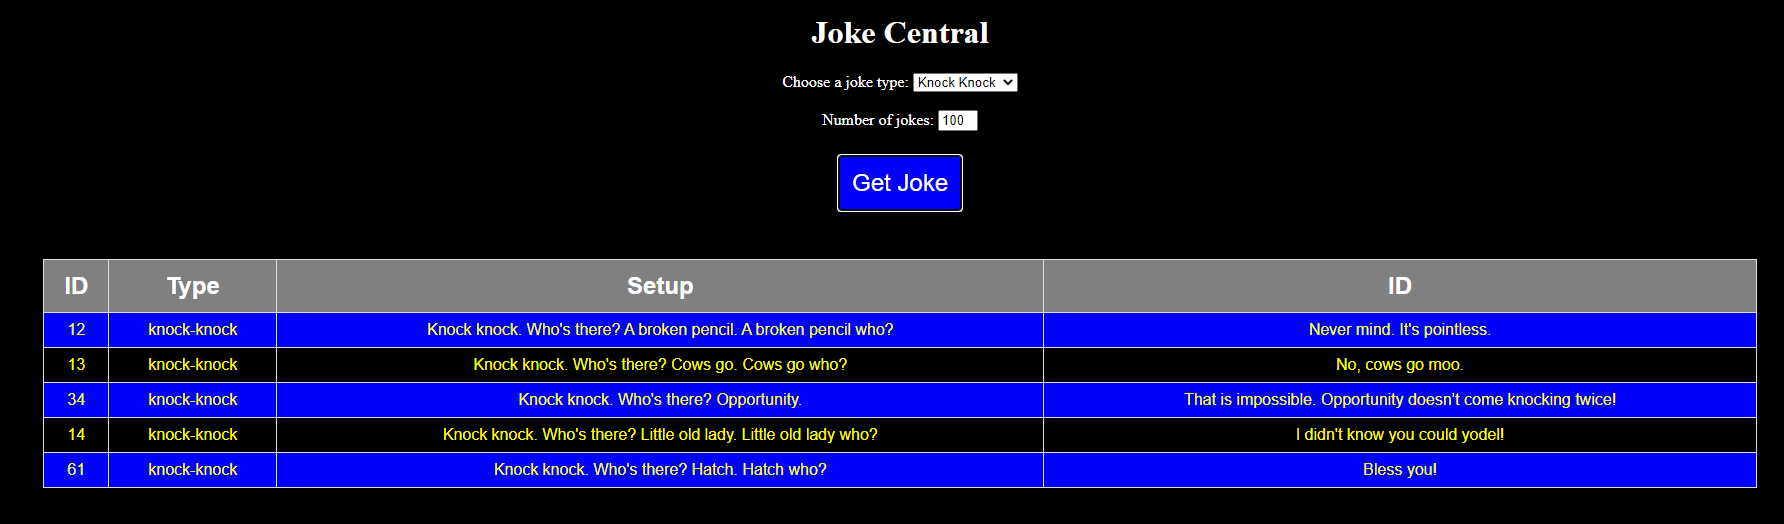 Joke Central
Choose a joke type: Knock Knock
Number of jokes: 100
Get Joke
ID Type Setup ID
12 knock-knock Knock knock. Who's there? A broken pencil. A broken pencil who? Never mind. It's pointless.
13 knock-knock Knock knock. Who's there? Cows go. Cows go who? No, cows go moo.
34 knock-knock Knock knock. Who's there? Opportunity. That is impossible. Opportunity doesn’t come knocking twice!
14 knock-knock Knock knock. Who's there? Little old lady. Little old lady who? I didn't know you could yodel!
61 knock-knock Knock knock. Who's there? Hatch. Hatch who? Bless you!